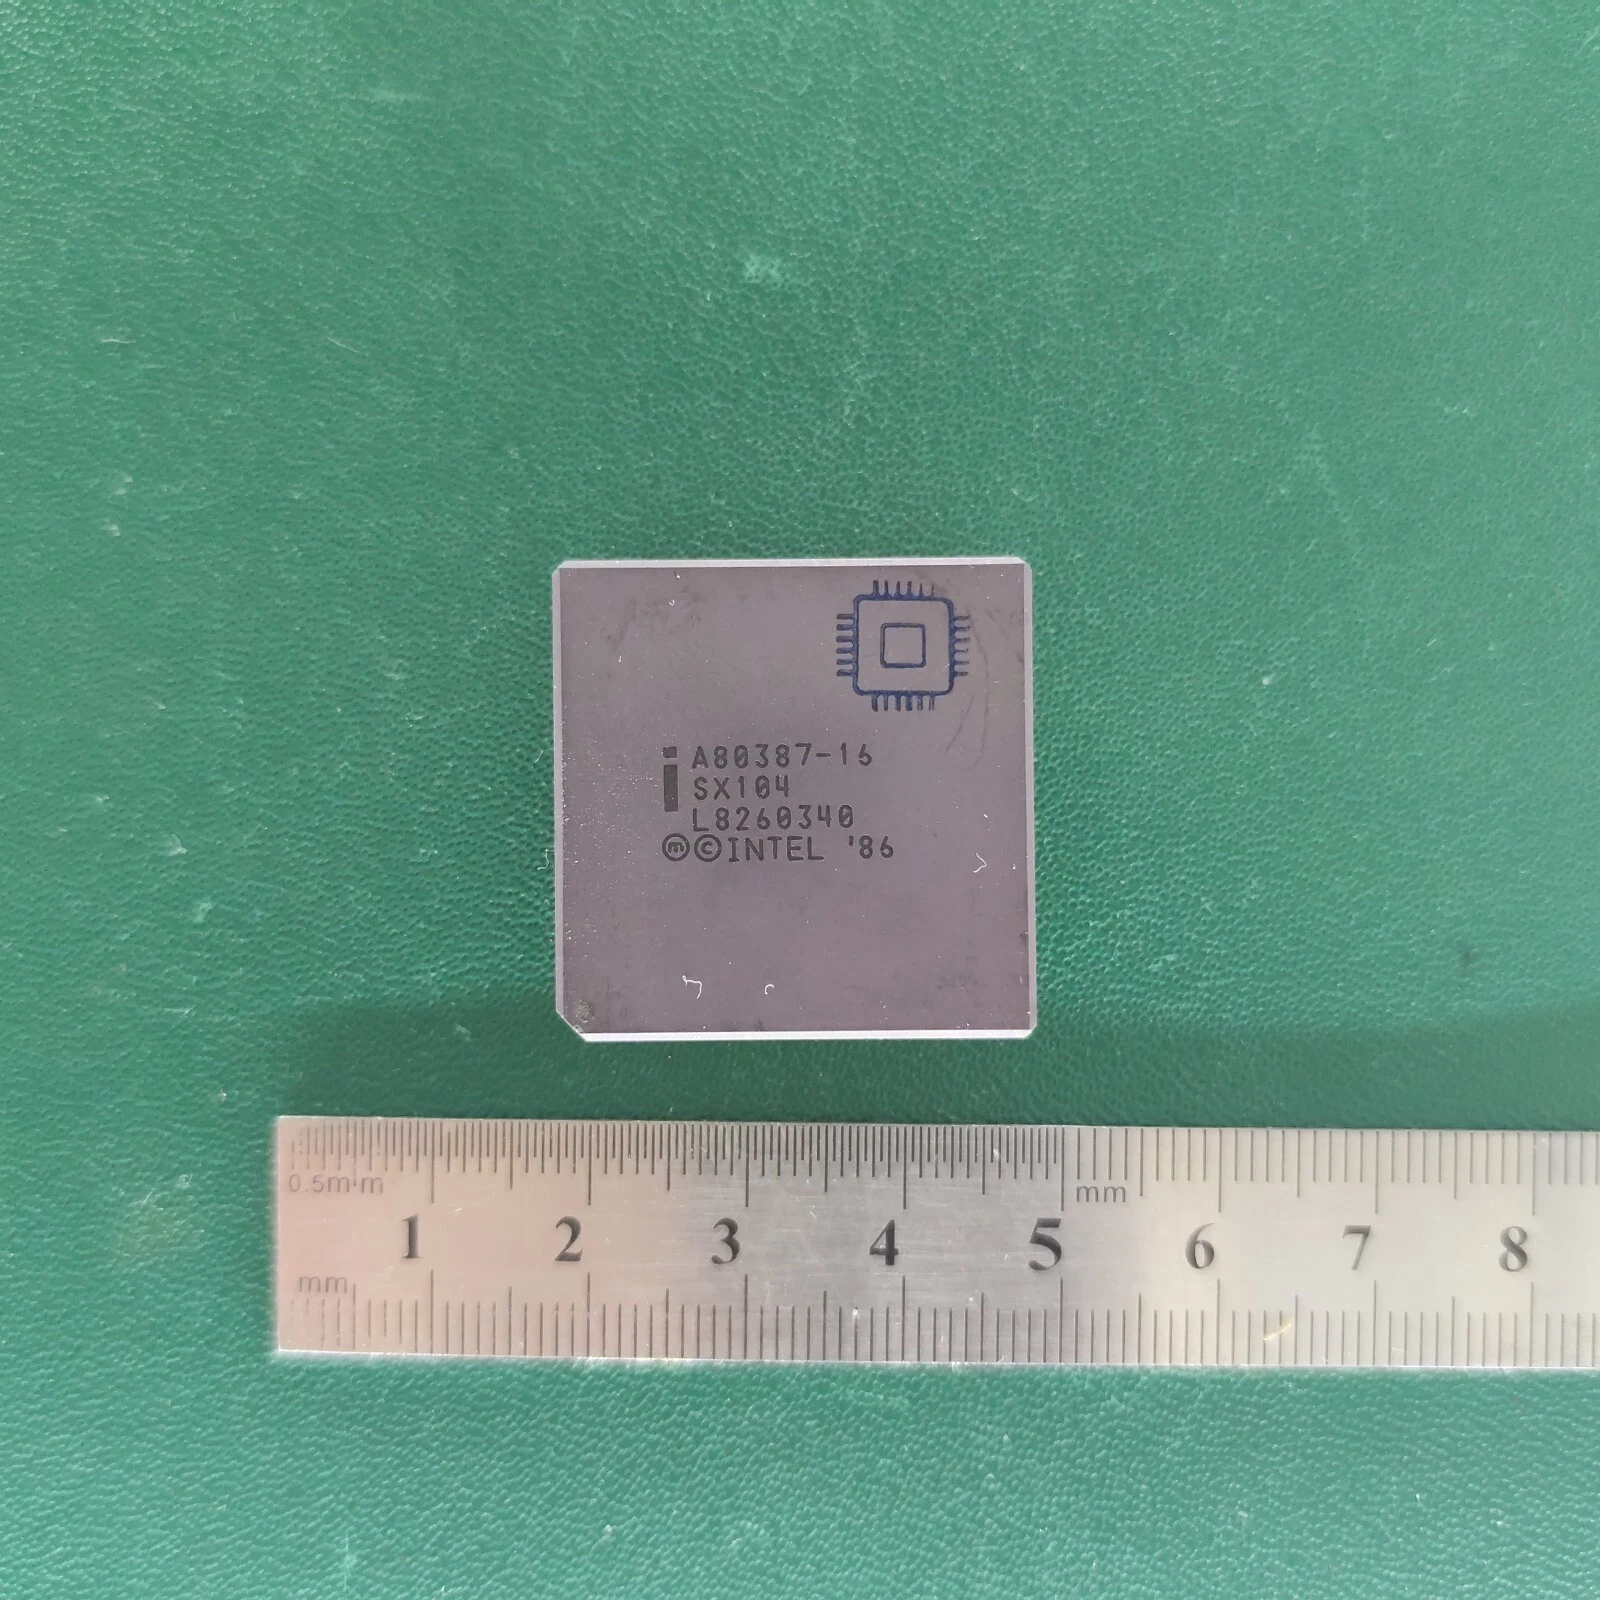 A80387-16
SX104
L8260340
ⓜ©INTEL '86
0.5mm
mm
1 2 3 4 5 6 7 8
mm